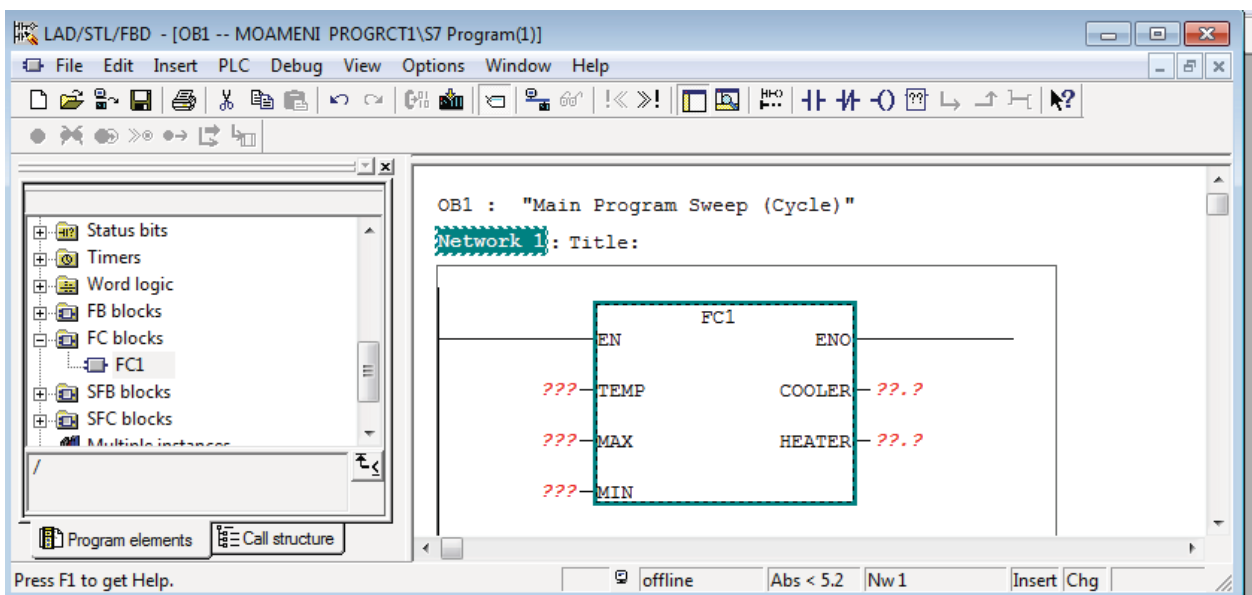 LAD/STL/FBD - [OB1 -- MOAMENI PROGRCT1\S7 Program(1)]
File Edit Insert PLC Debug View Options Window Help
Status bits
Timers
Word logic
FB blocks
FC blocks
FC1
SFB blocks
SFC blocks
Multiple instances
/
Program elements Call structure
OB1 : "Main Program Sweep (Cycle)"
Network 1: Title:
FC1
EN ENO
??? TEMP COOLER ??.?
??? MAX HEATER ??.?
??? MIN
Press F1 to get Help. offline Abs < 5.2 Nw 1 Insert Chg